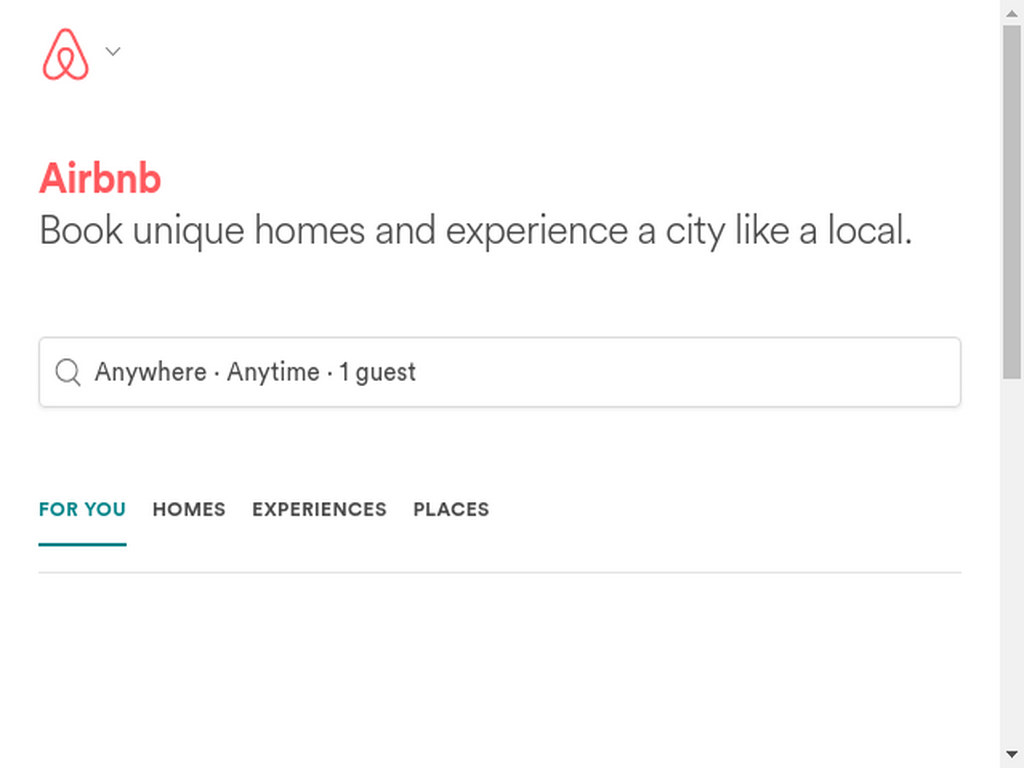 Airbnb
Book unique homes and experience a city like a local.
Anywhere · Anytime · 1 guest
FOR YOU HOMES EXPERIENCES PLACES